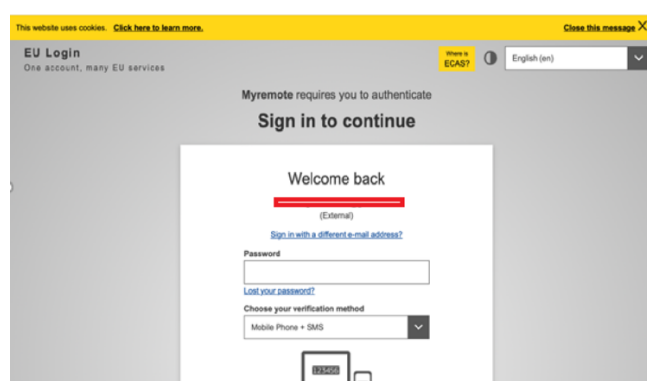 This website uses cookies. Click here to learn more. Close this message X
EU Login
One account, many EU services
Where is
ECAS?
English (en)
Myremote requires you to authenticate
Sign in to continue
Welcome back
(External)
Sign in with a different e-mail address?
Password
Lost your password?
Choose your verification method
Mobile Phone + SMS
123456